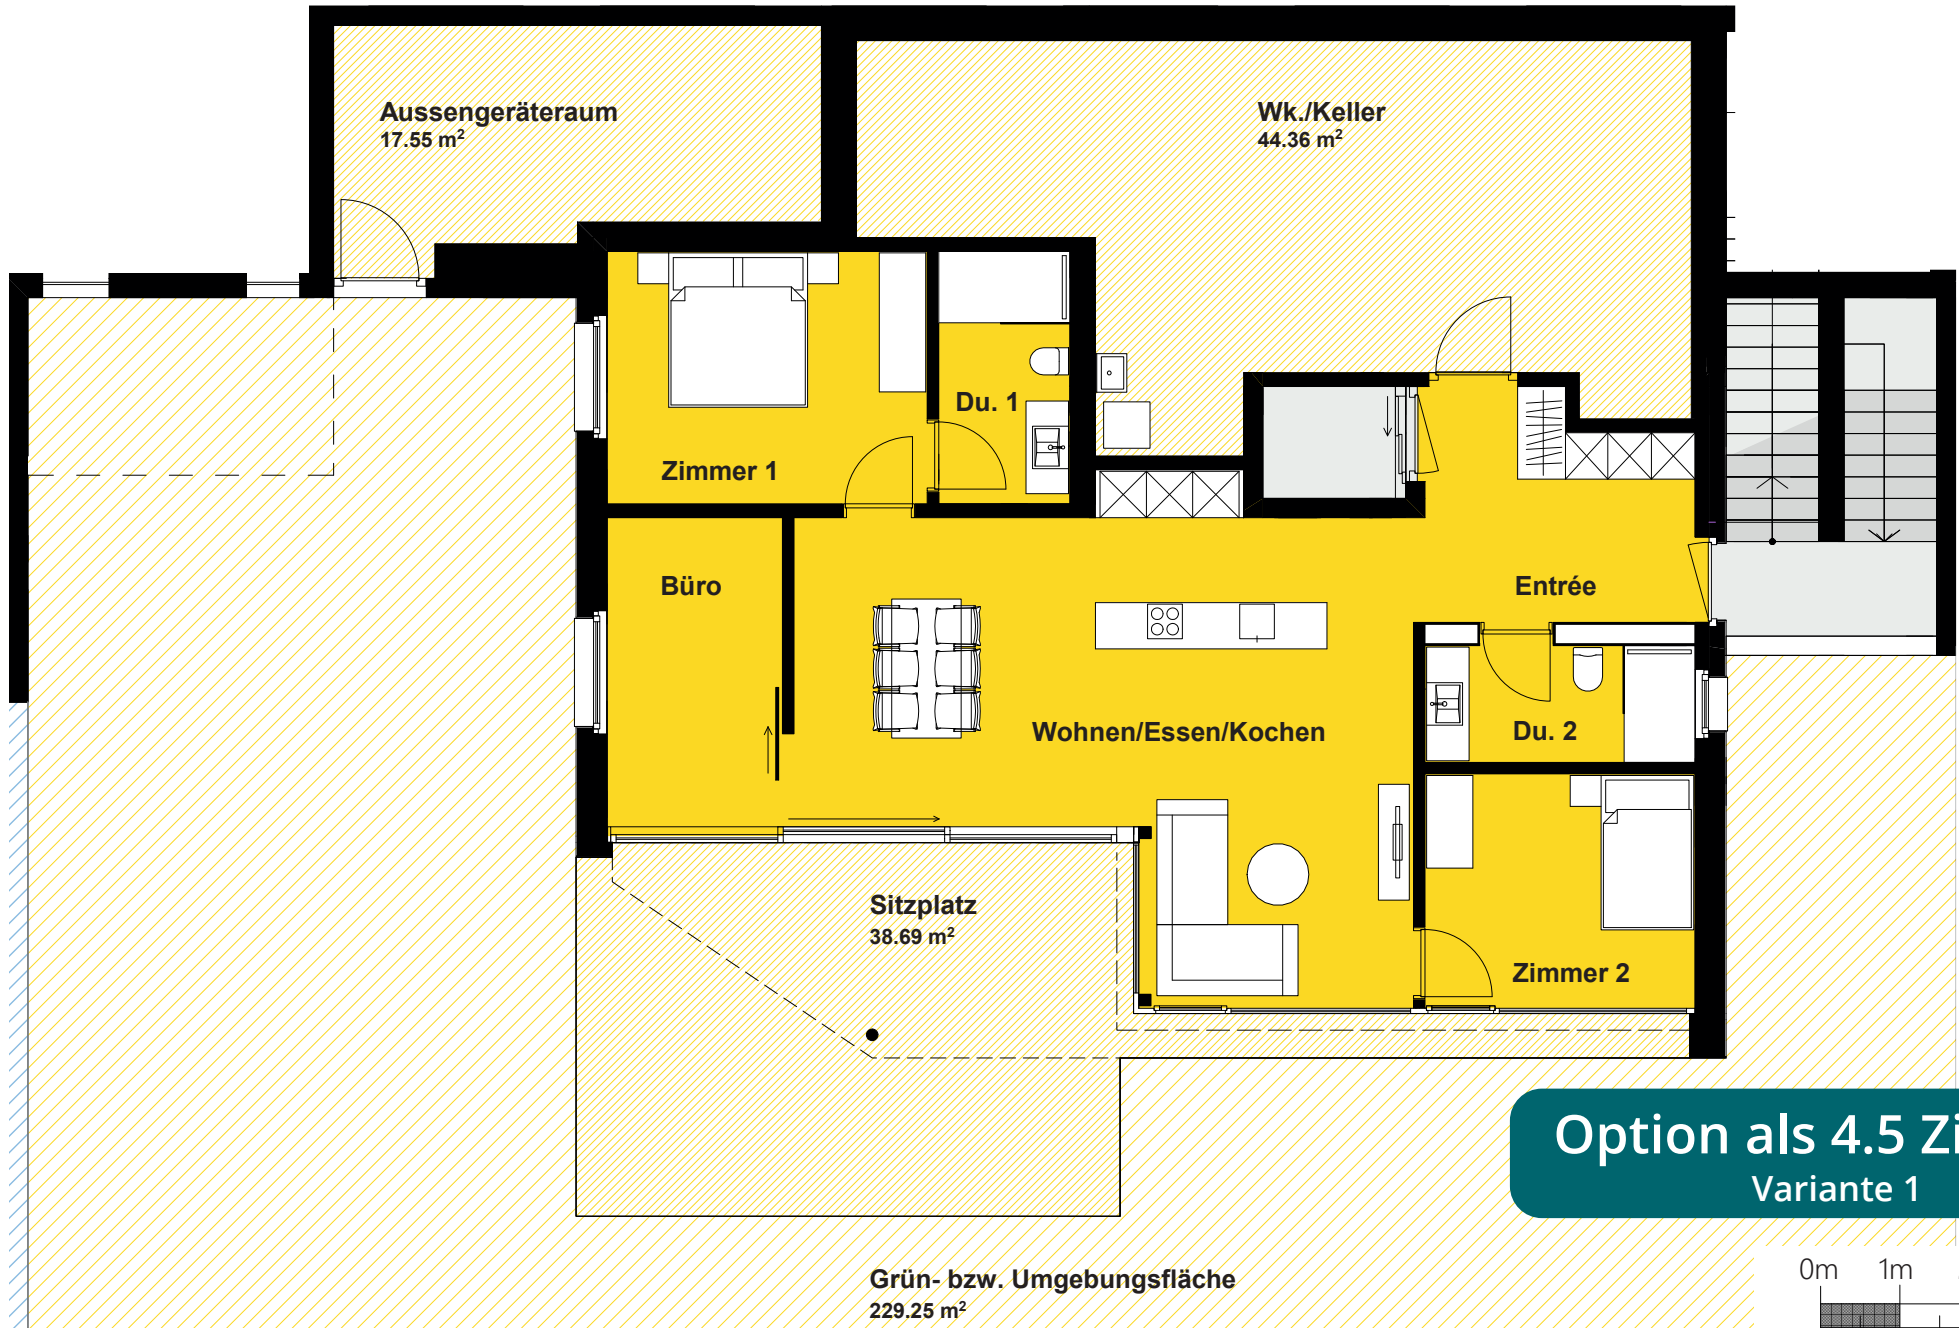 Aussengeräteraum
17.55 m²
Wk./Keller
44.36 m²
Du. 1
Zimmer 1
Büro
Entrée
Wohnen/Essen/Kochen
Du. 2
Sitzplatz
38.69 m²
Zimmer 2
Option als 4.5
Variante 1
Grün- bzw. Umgebungsfläche
229.25 m²
0m 1m